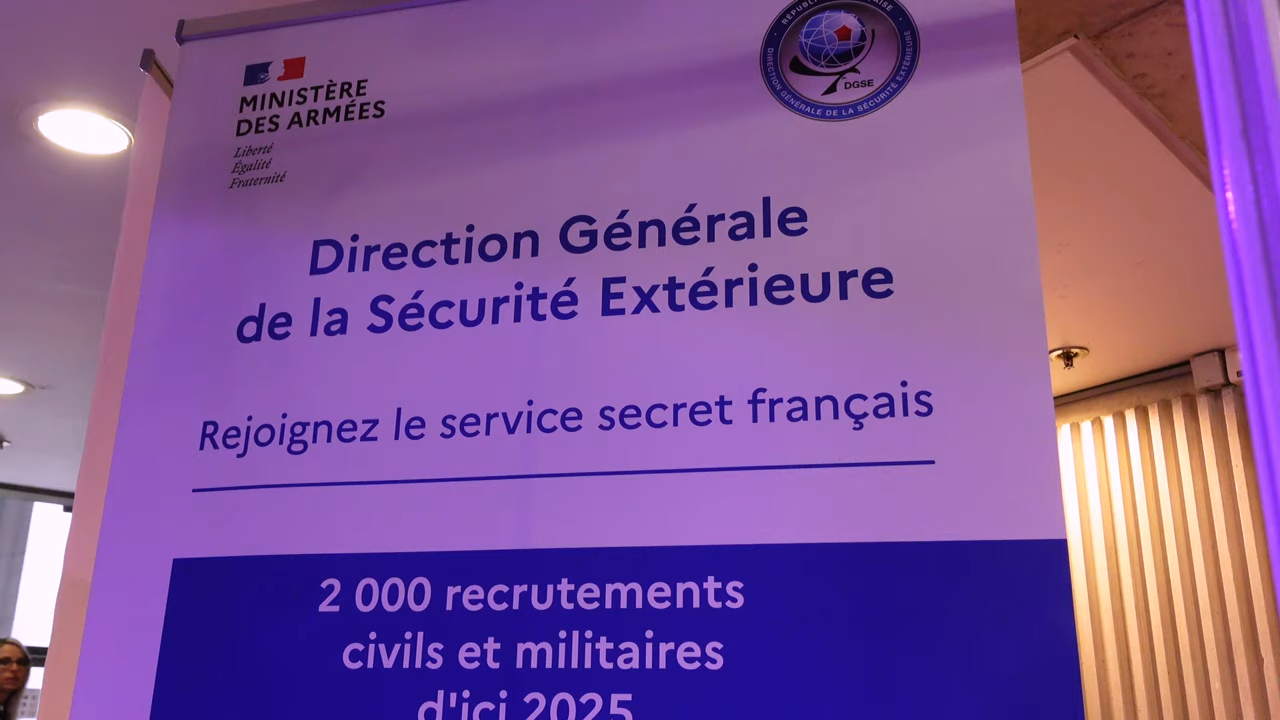 MINISTÈRE
DES ARMÉES
Liberté
Égalité
Fraternité
DIRECTION GÉNÉRALE DE LA SÉCURITÉ EXTÉRIEURE
DGSE
Direction Générale
de la Sécurité Extérieure
Rejoignez le service secret français
2 000 recrutements
civils et militaires
d'ici 2025